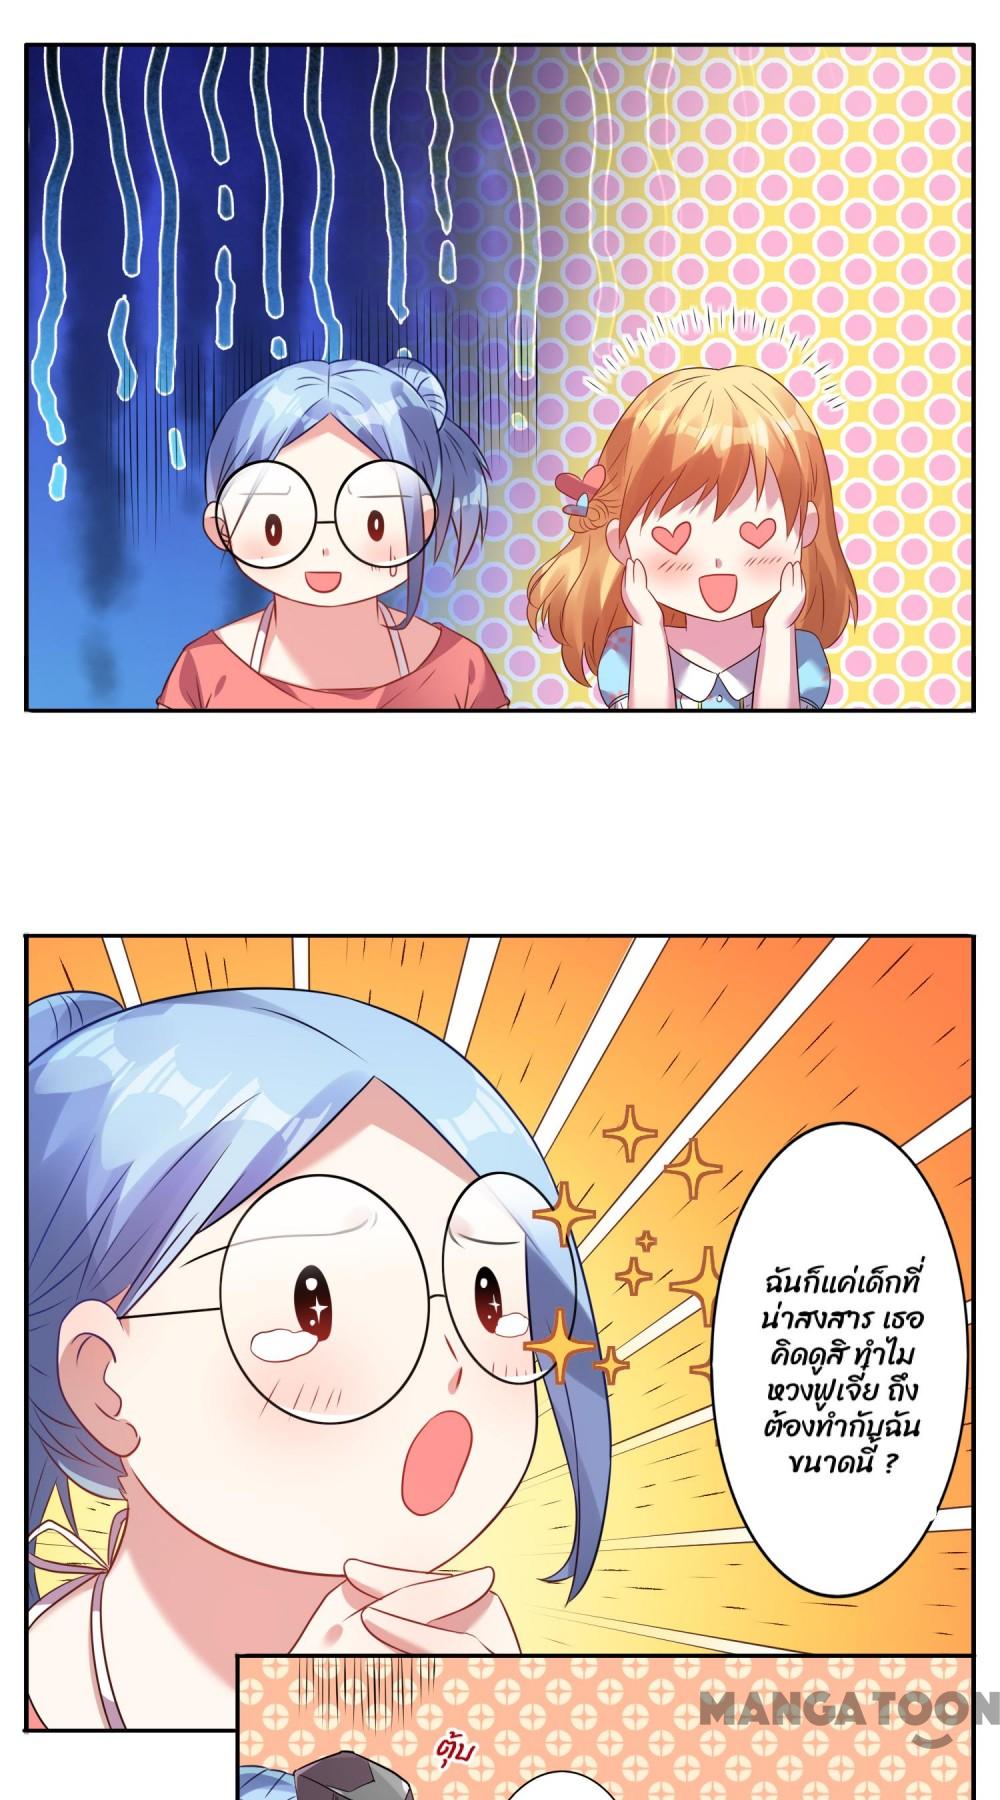 ฉันก็แค่เด็กที่
น่าสงสาร เธอ
คิดดูสิ ทำไม
หวงฟูเจี๋ย ถึง
ต้องทำกับฉัน
ขนาดนี้ ?
MANGATOON
ตุ้บ